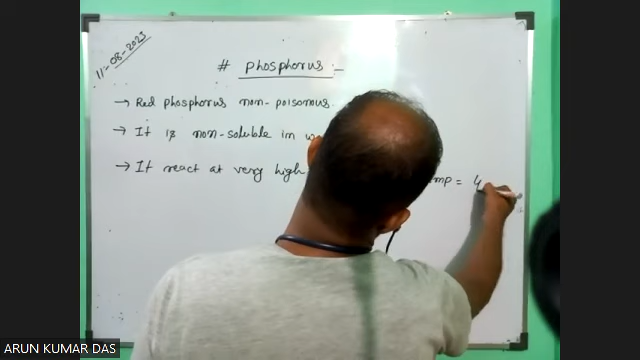 11-08-2023
# Phosphorus :-
→ Red phosphorus non-poisonous
→ It is non-soluble in
→ It react at very high = 4
ARUN KUMAR DAS